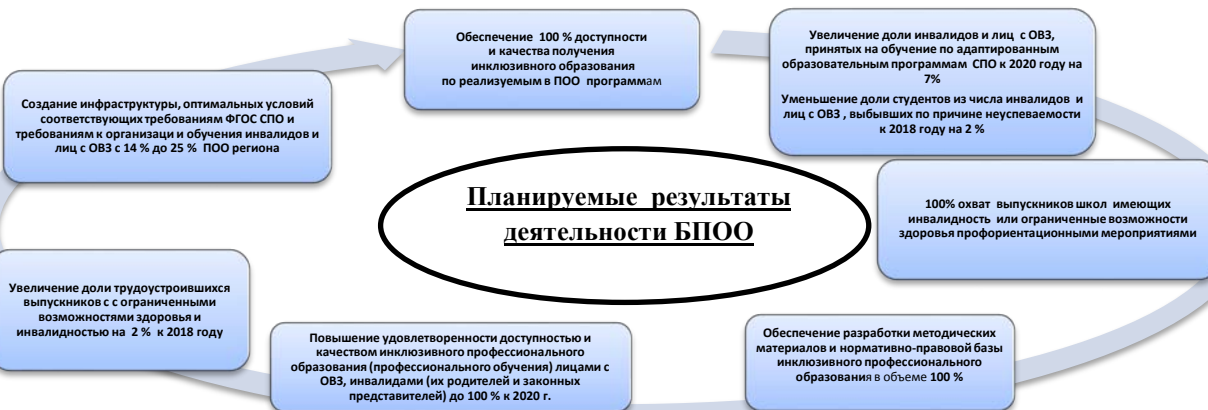 Обеспечение 100 % доступности
и качества получения
инклюзивного образования
по реализуемым в ПОО программам
Увеличение доли инвалидов и лиц с ОВЗ,
принятых на обучение по адаптированным
образовательным программам СПО к 2020 году на
7%
Уменьшение доли студентов из числа инвалидов и
лиц с ОВЗ , выбывших по причине неуспеваемости
к 2018 году на 2 %
100% охват выпускников школ имеющих
инвалидность или ограниченные возможности
здоровья профориентационными мероприятиями
Обеспечение разработки методических
материалов и нормативно-правовой базы
инклюзивного профессионального
образования в объеме 100 %
Повышение удовлетворенности доступностью и
качеством инклюзивного профессионального
образования (профессионального обучения) лицами с
ОВЗ, инвалидами (их родителей и законных
представителей) до 100 % к 2020 г.
Увеличение доли трудоустроившихся
выпускников с с ограниченными
возможностями здоровья и
инвалидностью на 2 % к 2018 году
Создание инфраструктуры, оптимальных условий
соответствующих требованиям ФГОС СПО и
требованиям к организаци и обучения инвалидов и
лиц с ОВЗ с 14 % до 25 % ПОО региона
Планируемые результаты
деятельности БПОО